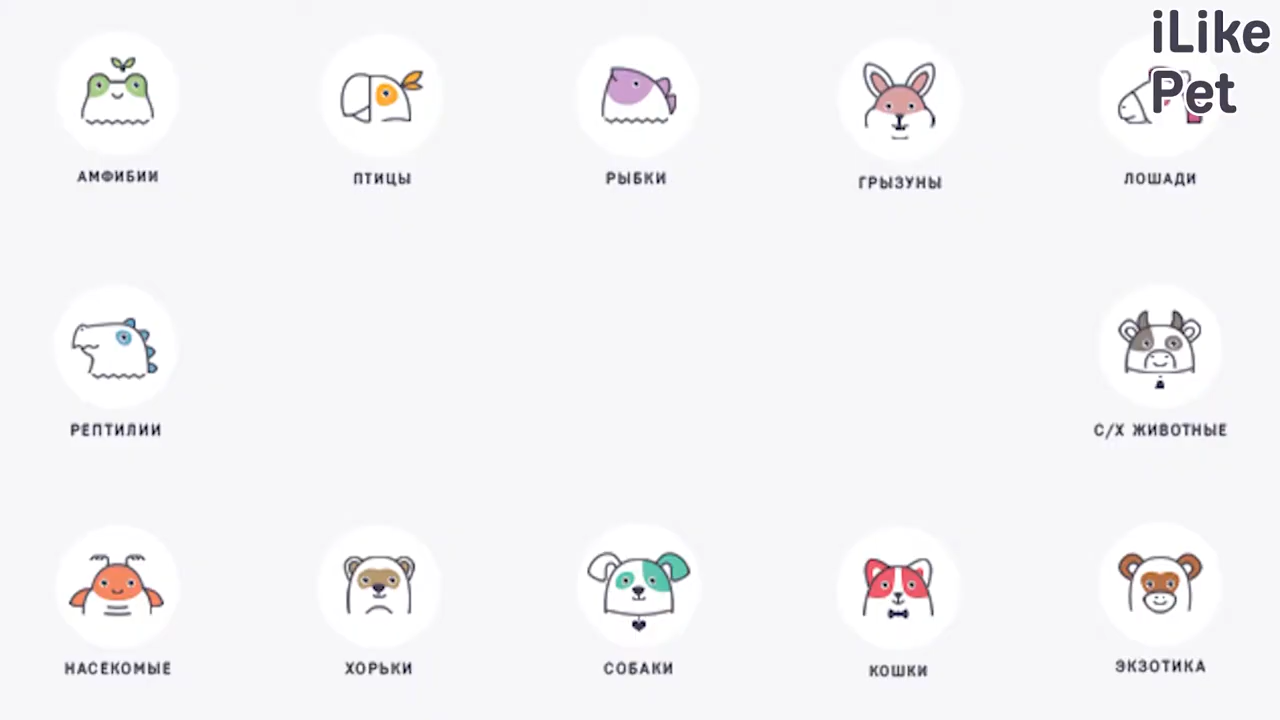 iLike
Pet
АМФИБИИ
ПТИЦЫ
РЫБКИ
ГРЫЗУНЫ
ЛОШАДИ
РЕПТИЛИИ
С/Х ЖИВОТНЫЕ
НАСЕКОМЫЕ
ХОРЬКИ
СОБАКИ
КОШКИ
ЭКЗОТИКА